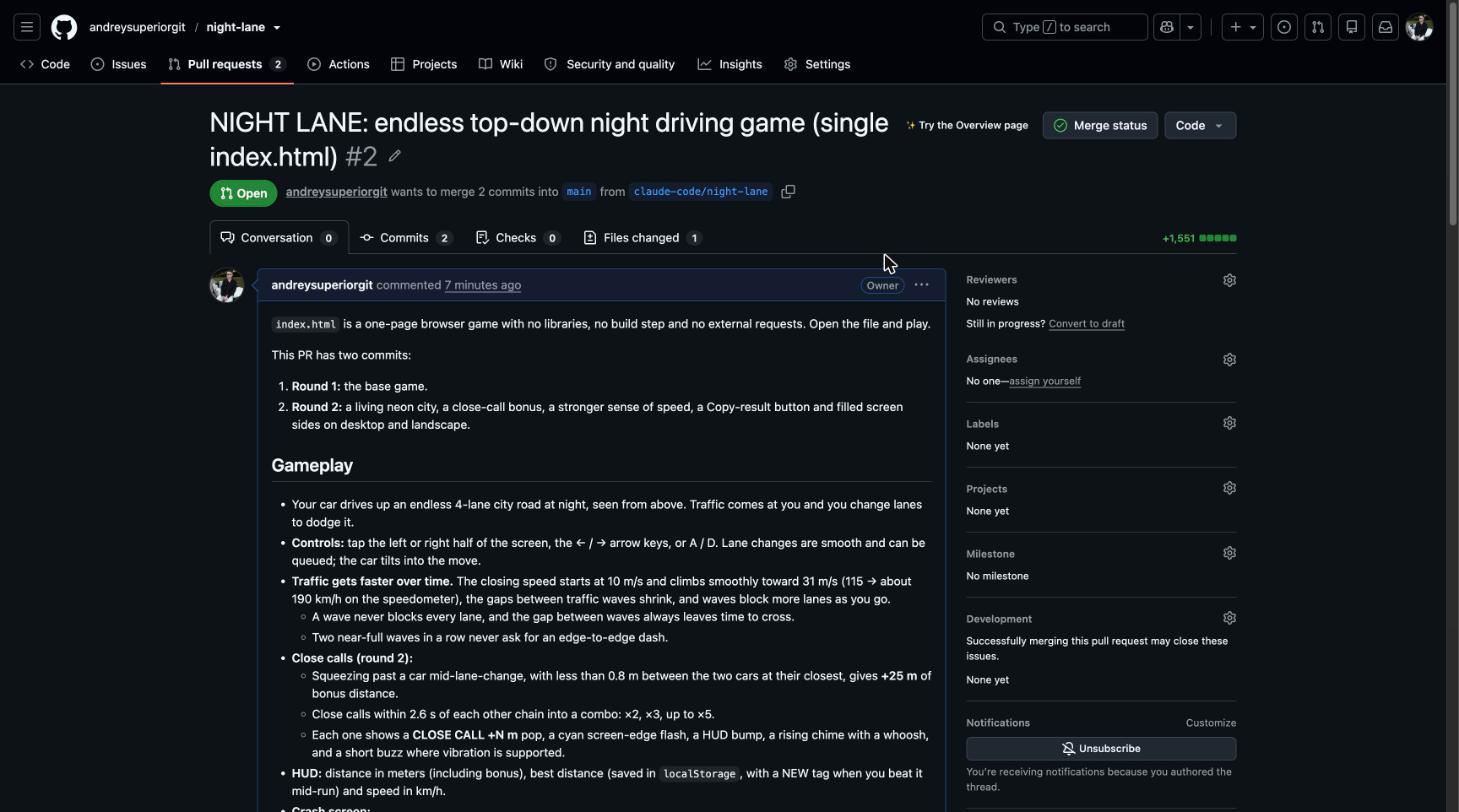 andreysuperiorgit / night-lane
Type / to search
Code
Issues
Pull requests 2
Actions
Projects
Wiki
Security and quality
Insights
Settings
NIGHT LANE: endless top-down night driving game (single
index.html) #2
Try the Overview page
Merge status
Code
Open
andreysuperiorgit wants to merge 2 commits into main from claude-code/night-lane
Conversation 0
Commits 2
Checks 0
Files changed 1
+1,551
andreysuperiorgit commented 7 minutes ago
Owner
index.html is a one-page browser game with no libraries, no build step and no external requests. Open the file and play.
This PR has two commits:
1. Round 1: the base game.
2. Round 2: a living neon city, a close-call bonus, a stronger sense of speed, a Copy-result button and filled screen
sides on desktop and landscape.
Gameplay
• Your car drives up an endless 4-lane city road at night, seen from above. Traffic comes at you and you change lanes
to dodge it.
• Controls: tap the left or right half of the screen, the ← / → arrow keys, or A / D. Lane changes are smooth and can be
queued; the car tilts into the move.
• Traffic gets faster over time. The closing speed starts at 10 m/s and climbs smoothly toward 31 m/s (115 → about
190 km/h on the speedometer), the gaps between traffic waves shrink, and waves block more lanes as you go.
◦ A wave never blocks every lane, and the gap between waves always leaves time to cross.
◦ Two near-full waves in a row never ask for an edge-to-edge dash.
• Close calls (round 2):
◦ Squeezing past a car mid-lane-change, with less than 0.8 m between the two cars at their closest, gives +25 m of
bonus distance.
◦ Close calls within 2.6 s of each other chain into a combo: ×2, ×3, up to ×5.
◦ Each one shows a CLOSE CALL +N m pop, a cyan screen-edge flash, a HUD bump, a rising chime with a whoosh,
and a short buzz where vibration is supported.
• HUD: distance in meters (including bonus), best distance (saved in localStorage, with a NEW tag when you beat it
mid-run) and speed in km/h.
• Crash screen:
Reviewers
No reviews
Still in progress? Convert to draft
Assignees
No one—assign yourself
Labels
None yet
Projects
None yet
Milestone
No milestone
Development
Successfully merging this pull request may close these
issues.
None yet
Notifications
Customize
Unsubscribe
You're receiving notifications because you authored the
thread.